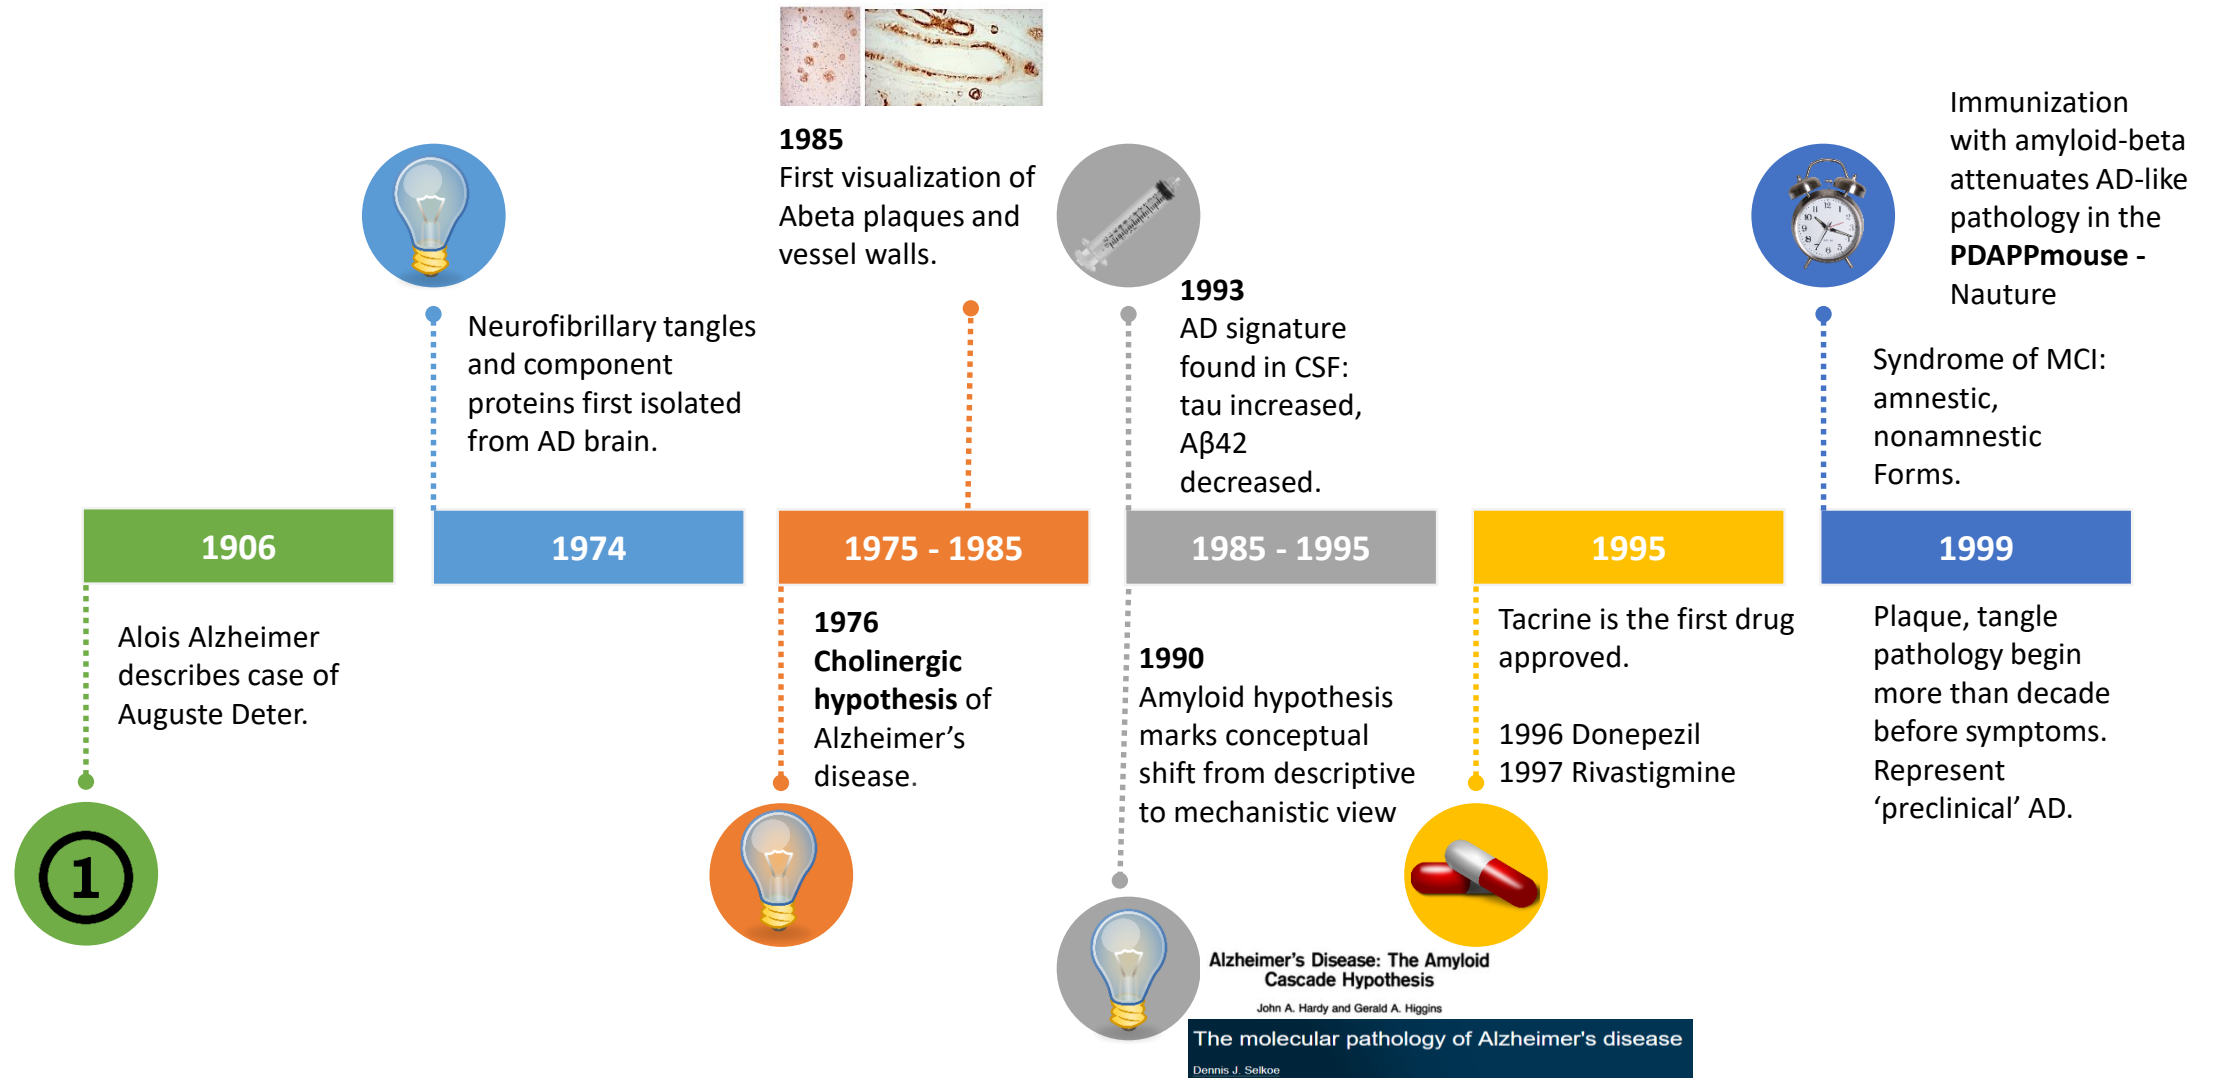 1985
First visualization of
Abeta plaques and
vessel walls.
Neurofibrillary tangles
and component
proteins first isolated
from AD brain.
1993
AD signature
found in CSF:
tau increased,
Aβ42
decreased.
Immunization
with amyloid-beta
attenuates AD-like
pathology in the
PDAPPmouse -
Nauture
Syndrome of MCI:
amnestic,
nonamnestic
Forms.
1906
1974
1975 - 1985
1985 - 1995
1995
1999
Alois Alzheimer
describes case of
Auguste Deter.
1
1976
Cholinergic
hypothesis of
Alzheimer’s
disease.
1990
Amyloid hypothesis
marks conceptual
shift from descriptive
to mechanistic view
Tacrine is the first drug
approved.
1996 Donepezil
1997 Rivastigmine
Plaque, tangle
pathology begin
more than decade
before symptoms.
Represent
‘preclinical’ AD.
Alzheimer's Disease: The Amyloid
Cascade Hypothesis
John A. Hardy and Gerald A. Higgins
The molecular pathology of Alzheimer's disease
Dennis J. Selkoe